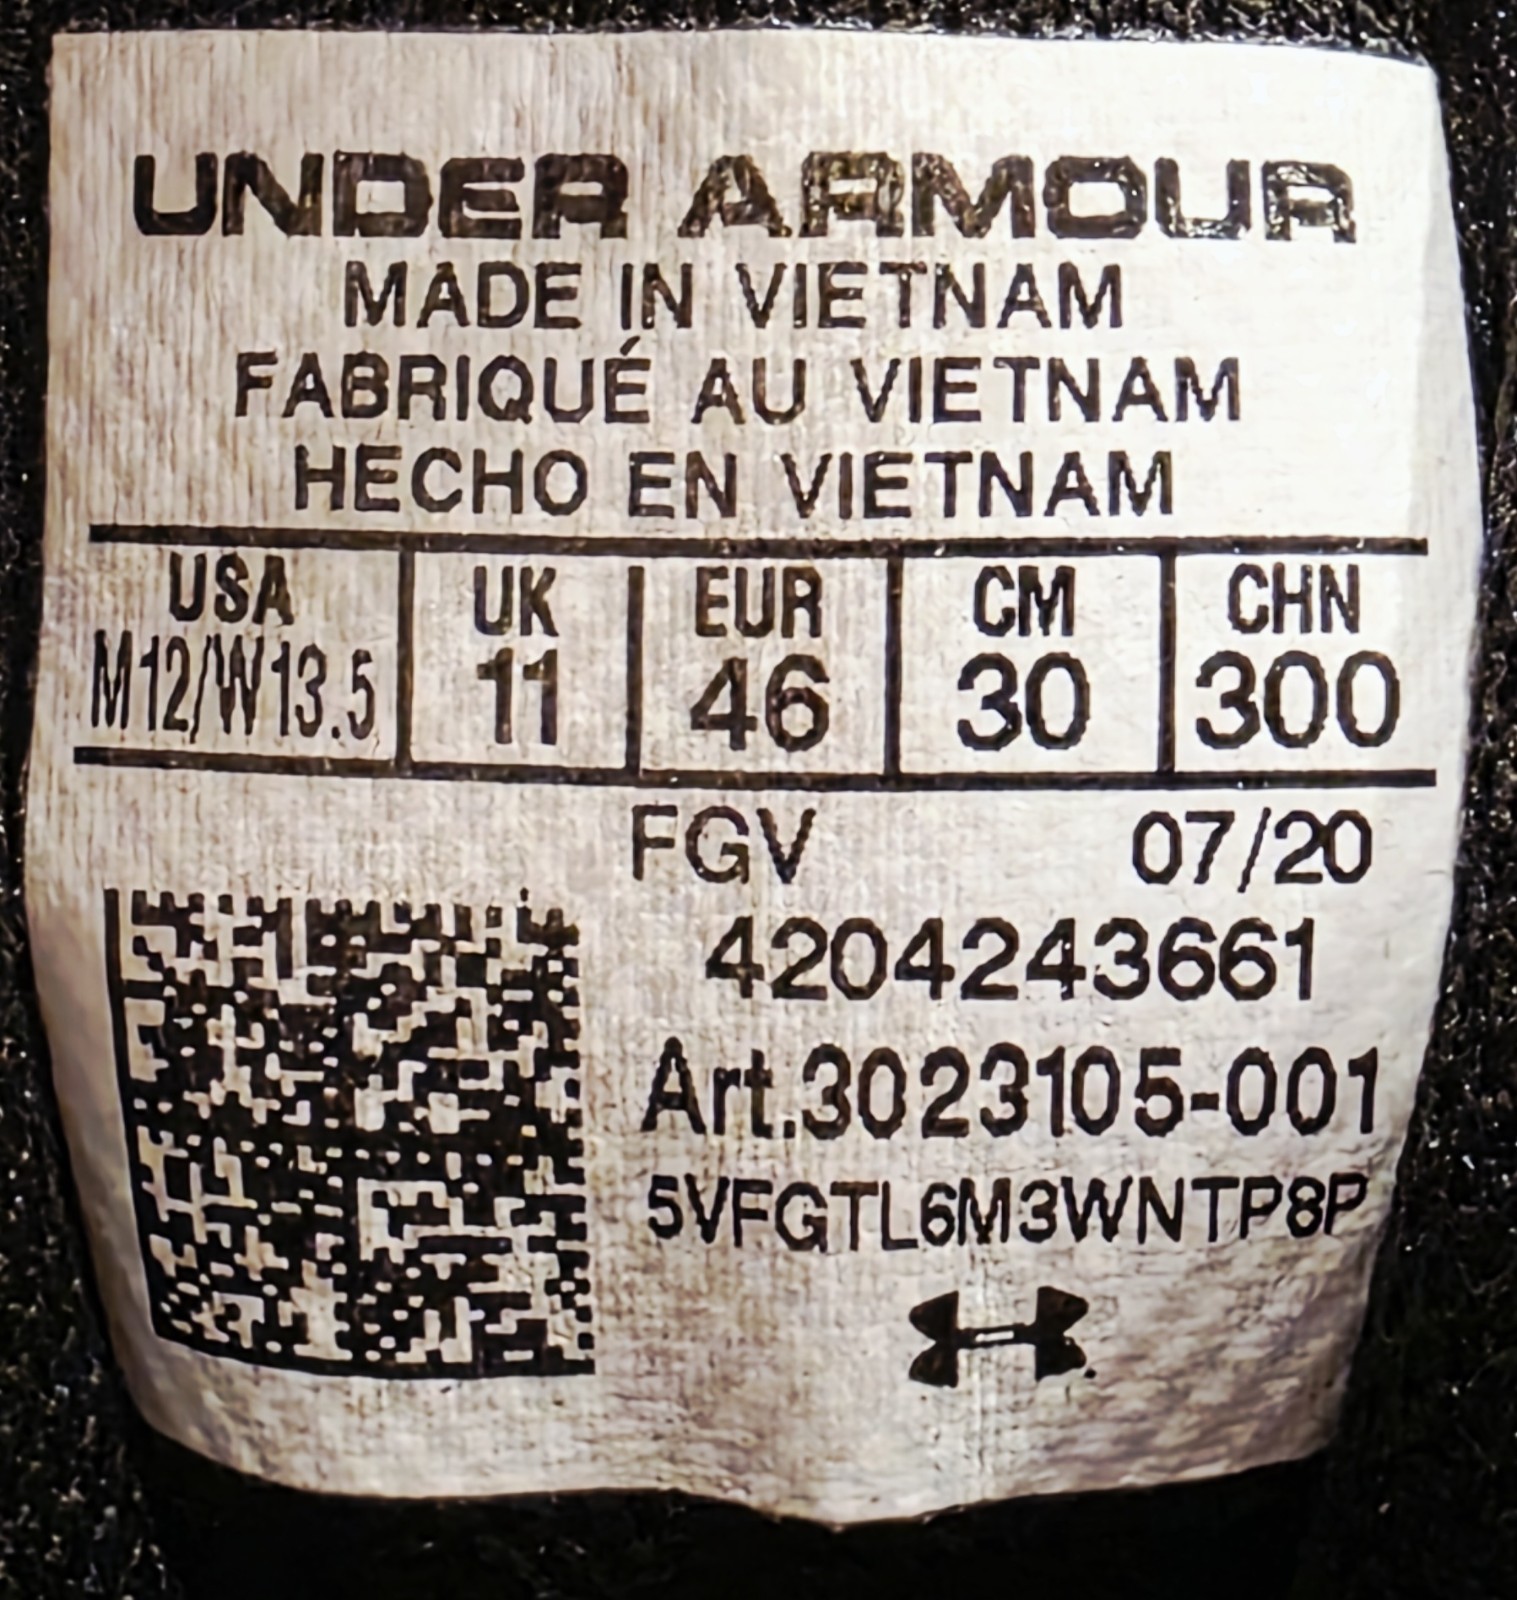 UNDER ARMOUR
MADE IN VIETNAM
FABRIQUÉ AU VIETNAM
HECHO EN VIETNAM
USA UK EUR CM CHN
M12/W13.5 11 46 30 300
FGV 07/20
4204243661
Art.3023105-001
5VFGTL6M3WNTP8P